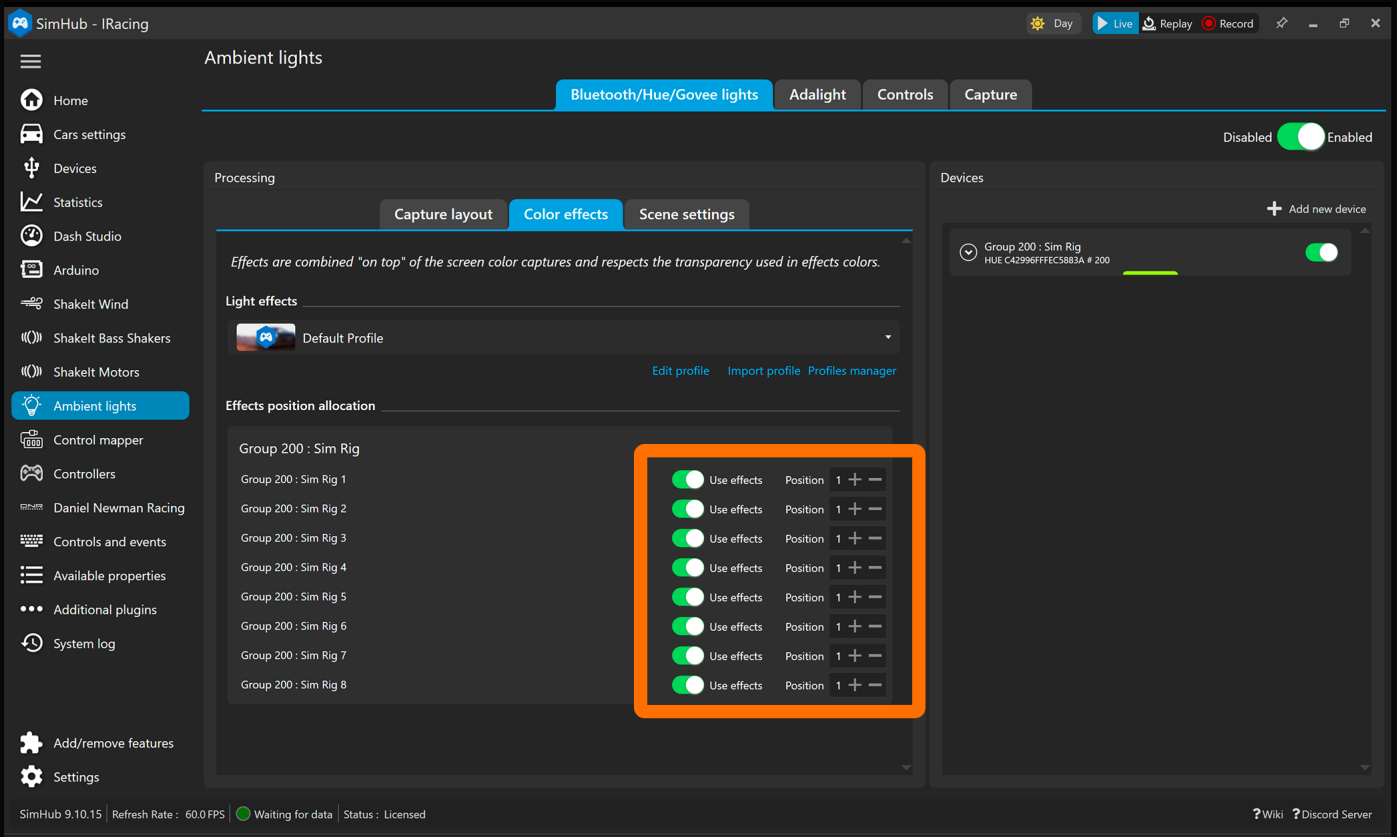 SimHub - IRacing
Day
Live
Replay
Record
Home
Cars settings
Devices
Statistics
Dash Studio
Arduino
ShakeIt Wind
ShakeIt Bass Shakers
ShakeIt Motors
Ambient lights
Control mapper
Controllers
DNR Daniel Newman Racing
Controls and events
Available properties
Additional plugins
System log
Add/remove features
Settings
Ambient lights
Bluetooth/Hue/Govee lights
Adalight
Controls
Capture
Disabled Enabled
Processing
Capture layout
Color effects
Scene settings
Effects are combined "on top" of the screen color captures and respects the transparency used in effects colors.
Light effects
Default Profile
Edit profile Import profile Profiles manager
Effects position allocation
Group 200 : Sim Rig
Group 200 : Sim Rig 1 Use effects Position 1 + −
Group 200 : Sim Rig 2 Use effects Position 1 + −
Group 200 : Sim Rig 3 Use effects Position 1 + −
Group 200 : Sim Rig 4 Use effects Position 1 + −
Group 200 : Sim Rig 5 Use effects Position 1 + −
Group 200 : Sim Rig 6 Use effects Position 1 + −
Group 200 : Sim Rig 7 Use effects Position 1 + −
Group 200 : Sim Rig 8 Use effects Position 1 + −
Devices
+ Add new device
Group 200 : Sim Rig
HUE C42996FFFEC5883A # 200
SimHub 9.10.15 Refresh Rate : 60.0 FPS Waiting for data Status : Licensed
? Wiki ? Discord Server